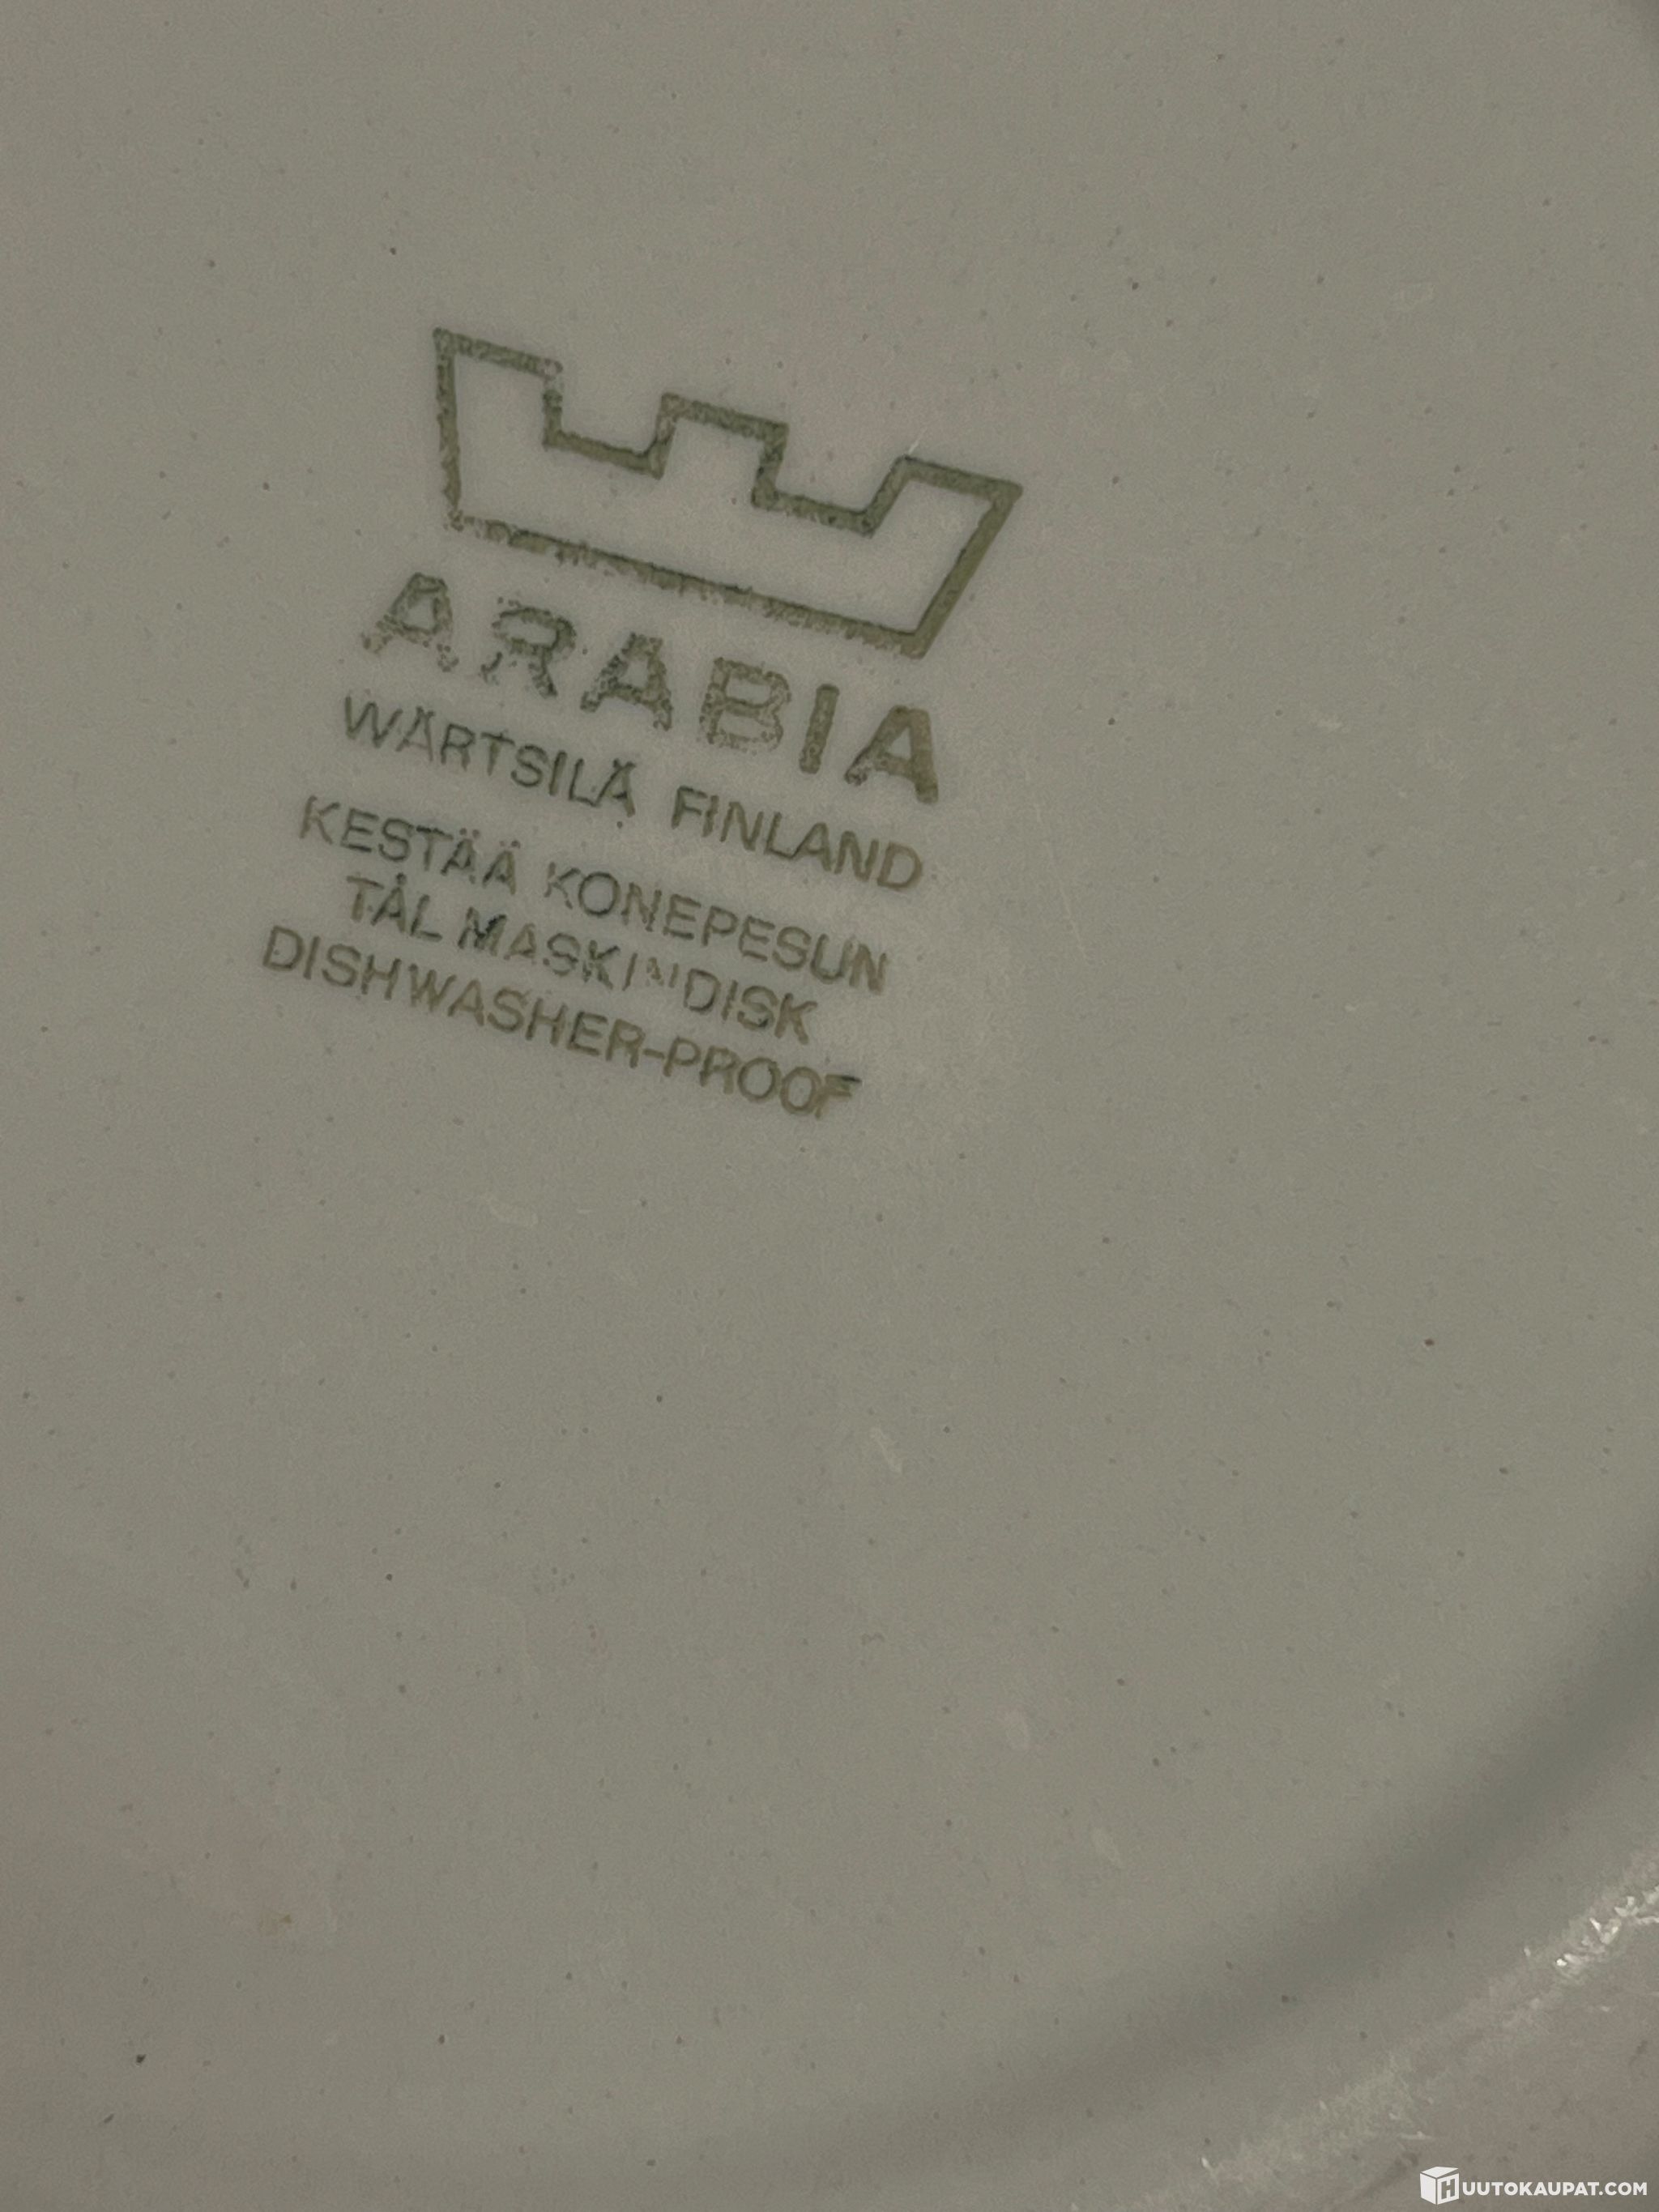 ARABIA
WÄRTSILÄ FINLAND
KESTÄÄ KONEPESUN
TÅL MASKINDISK
DISHWASHER-PROOF
HUUTOKAUPAT.COM